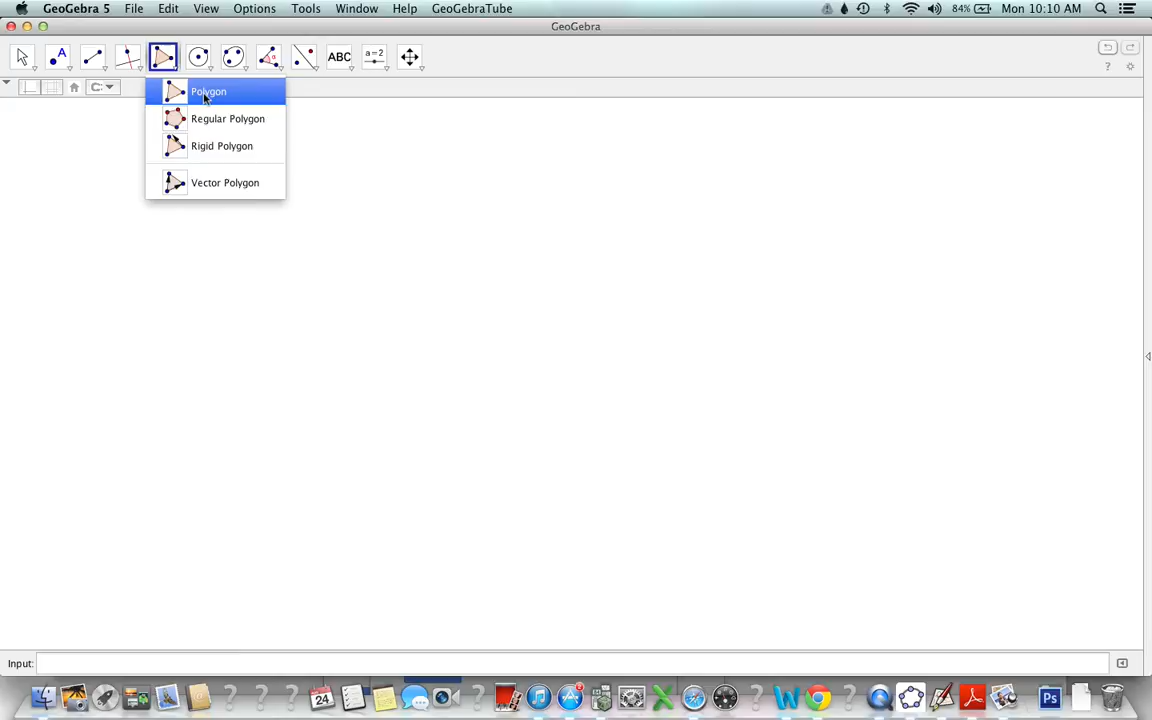 GeoGebra 5 File Edit View Options Tools Window Help GeoGebraTube 84% Mon 10:10 AM
GeoGebra
A α ABC a=2
?
Polygon
Regular Polygon
Rigid Polygon
Vector Polygon
Input:
24